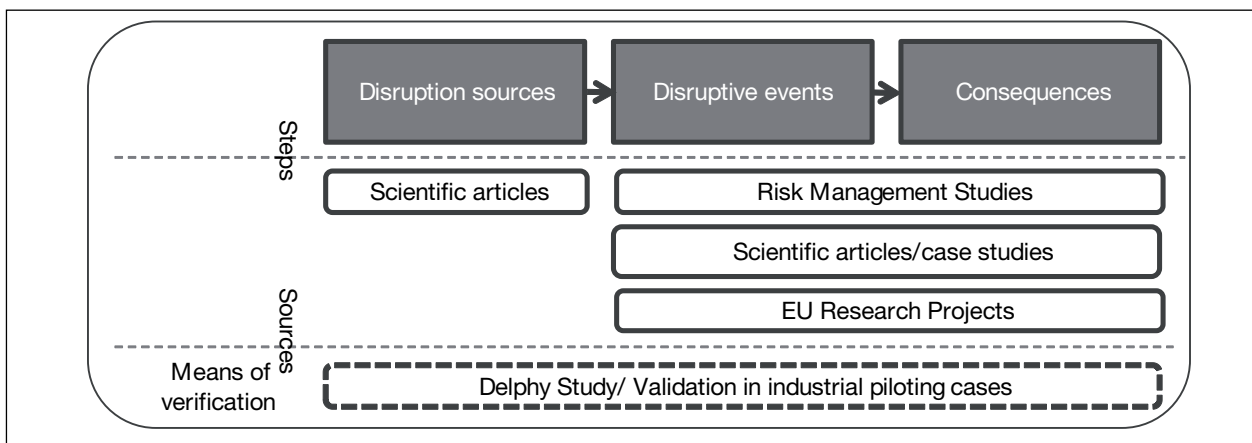 Disruption sources
Disruptive events
Consequences
Steps
Scientific articles
Risk Management Studies
Scientific articles/case studies
EU Research Projects
Sources
Means of
verification
Delphy Study/ Validation in industrial piloting cases